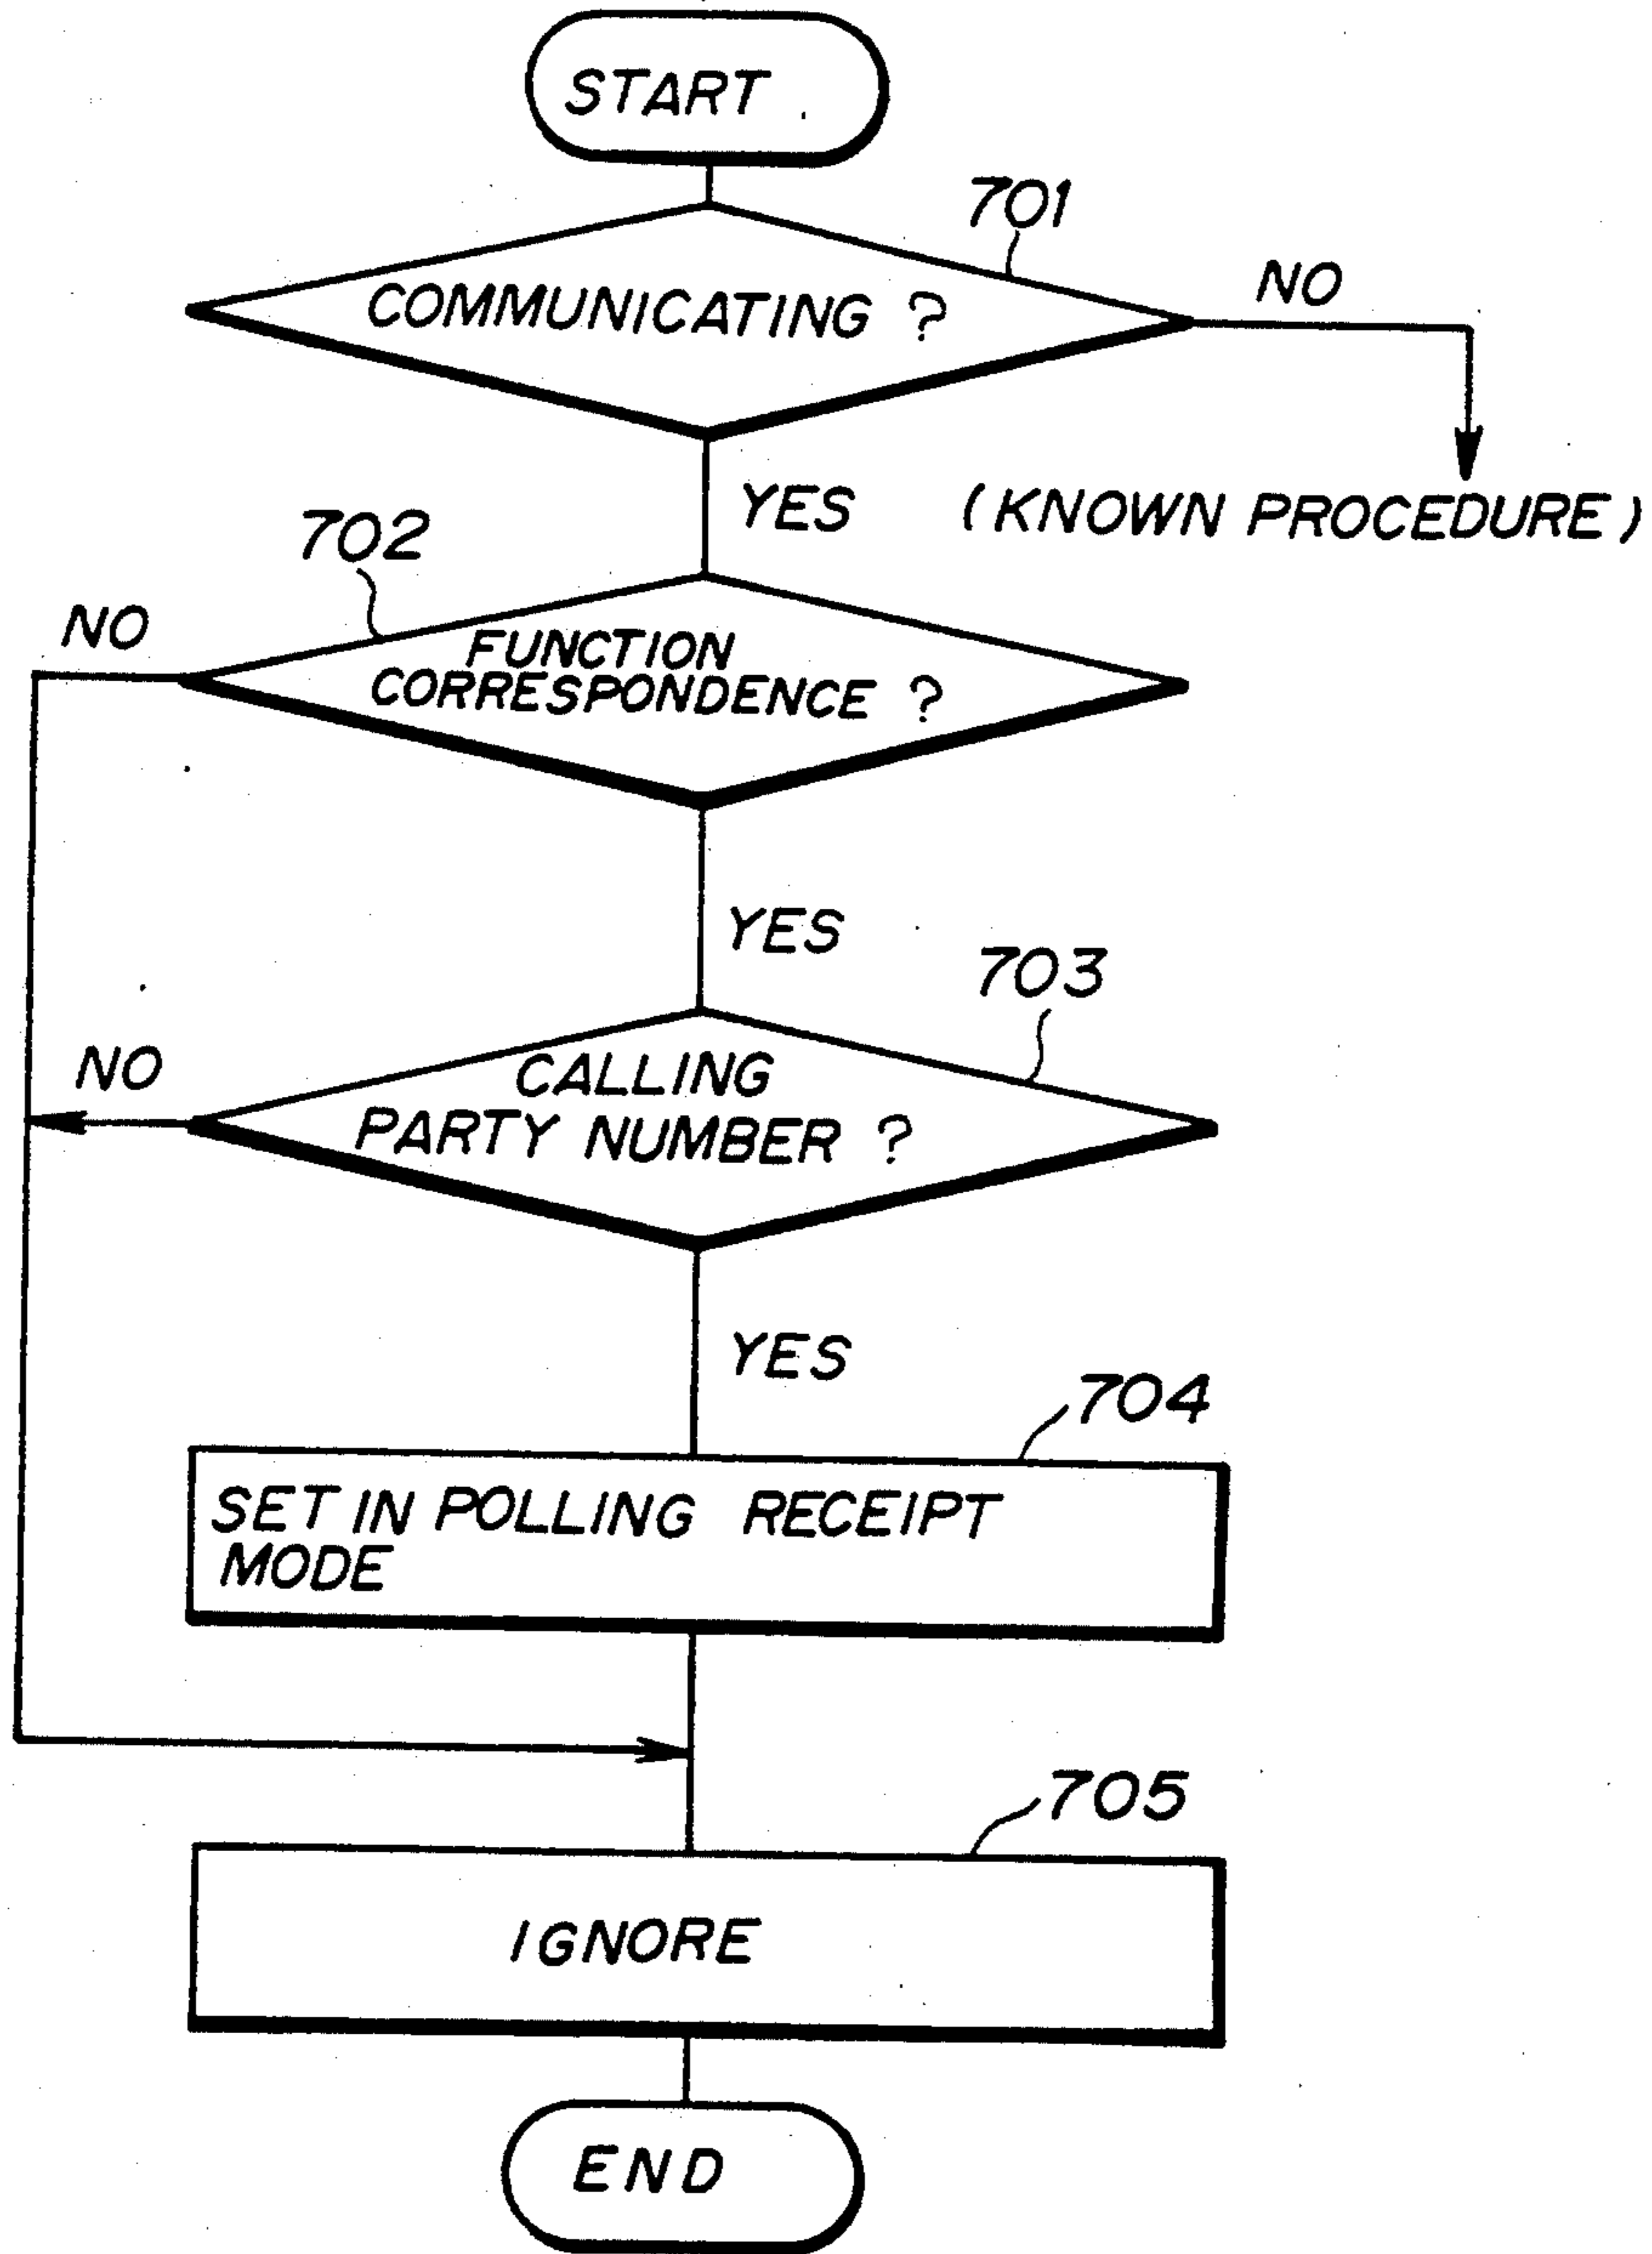 START
701
COMMUNICATING ?
NO
YES
(KNOWN PROCEDURE)
702
NO
FUNCTION
CORRESPONDENCE ?
YES
703
NO
CALLING
PARTY NUMBER ?
YES
704
SET IN POLLING RECEIPT
MODE
705
IGNORE
END